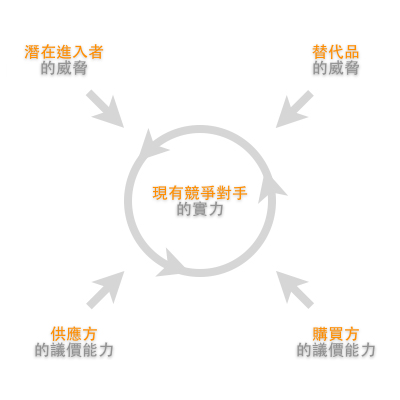 潛在進入者
的威脅
替代品
的威脅
現有競爭對手
的實力
供應方
的議價能力
購買方
的議價能力